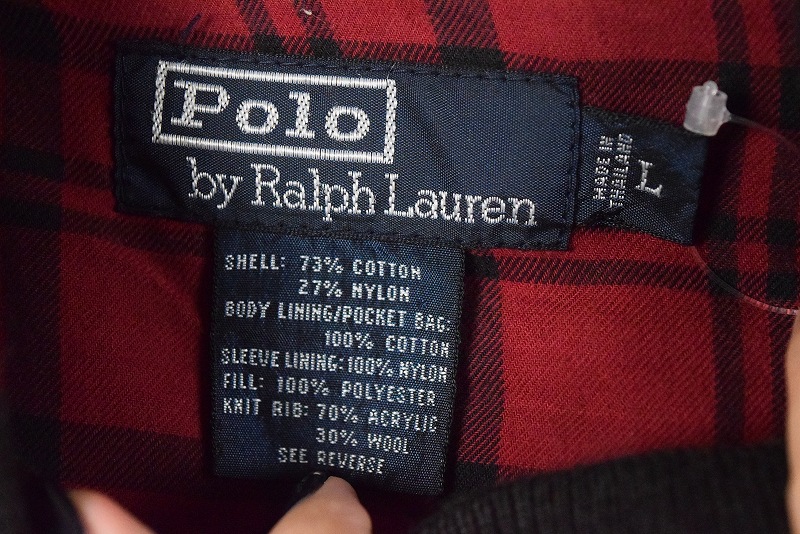 Polo
by Ralph Lauren
MADE IN
THAILAND
L
SHELL: 73% COTTON
27% NYLON
BODY LINING/POCKET BAG:
100% COTTON
SLEEVE LINING:100% NYLON
FILL: 100% POLYESTER
KNIT RIB: 70% ACRYLIC
30% WOOL
SEE REVERSE